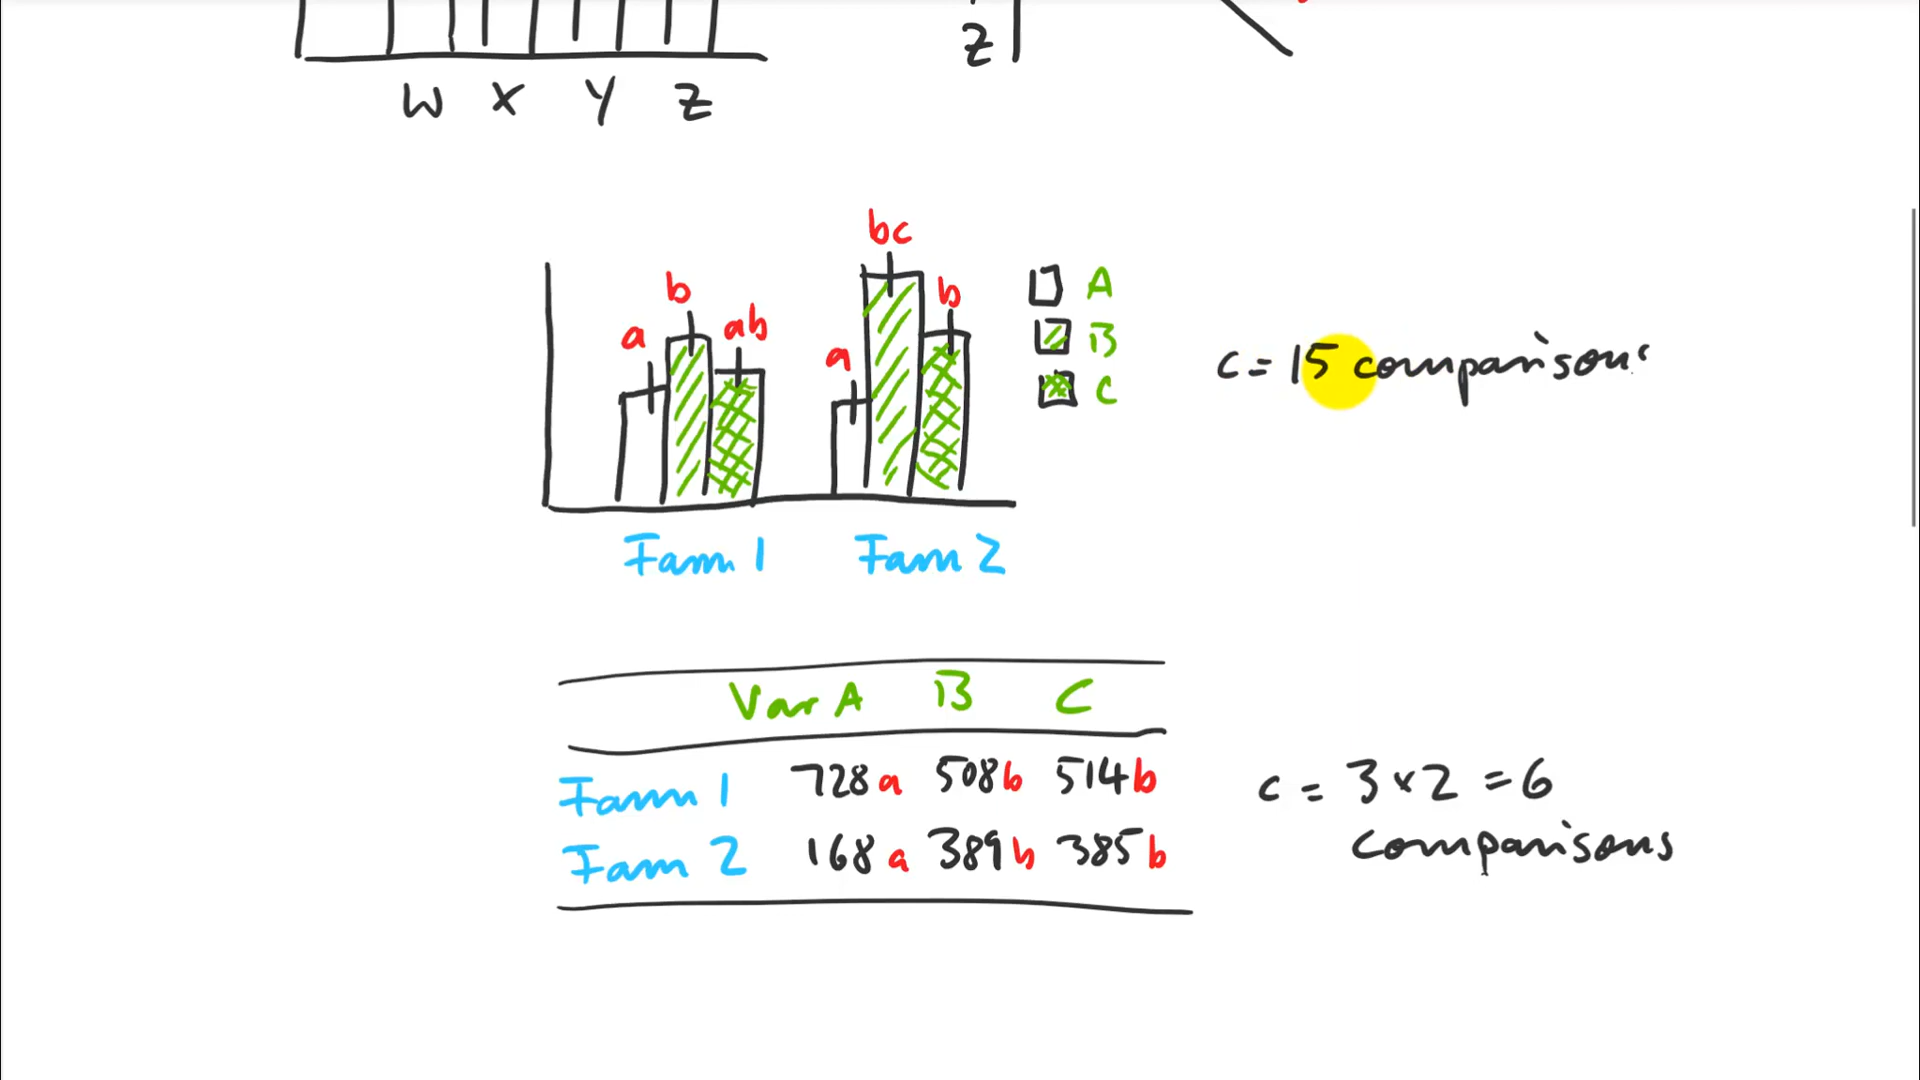 Z
W X Y Z
bc
b
b
ab
a
a
A
B
C
c = 15 comparisons
Fam 1 Fam 2
Var A B C
Fam 1 728 a 508 b 514 b
Fam 2 168 a 389 b 385 b
c = 3 × 2 = 6
comparisons